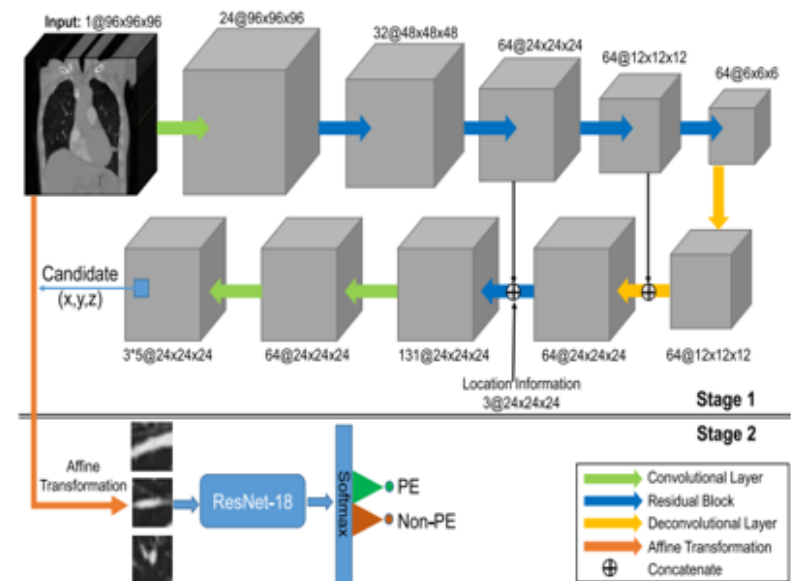 Input: 1@96x96x96
24@96x96x96
32@48x48x48
64@24x24x24
64@12x12x12
64@6x6x6
Candidate
(x,y,z)
3*5@24x24x24
64@24x24x24
131@24x24x24
64@24x24x24
64@12x12x12
Location Information
3@24x24x24
Stage 1
Stage 2
Affine
Transformation
ResNet-18
Softmax
PE
Non-PE
Convolutional Layer
Residual Block
Deconvolutional Layer
Affine Transformation
Concatenate